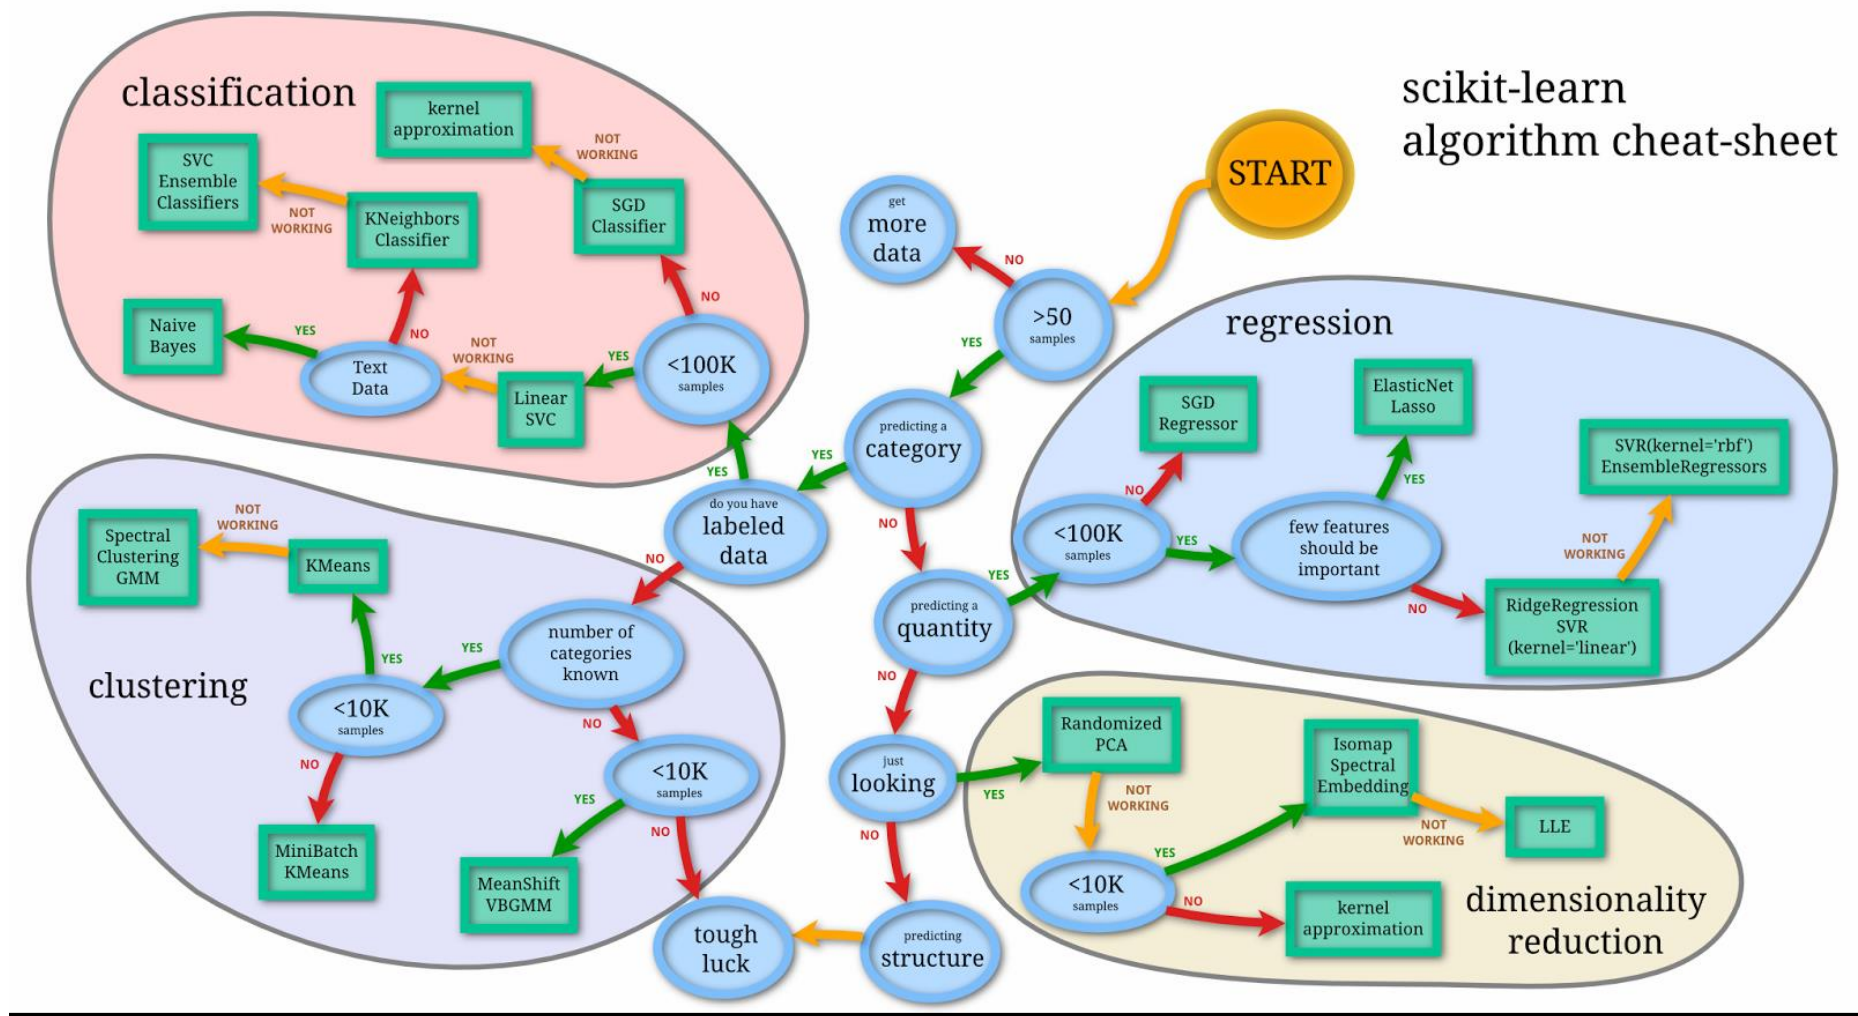 scikit-learn
algorithm cheat-sheet
START
>50
samples
NO
get
more
data
YES
predicting a
category
YES
do you have
labeled
data
YES
classification
<100K
samples
NO
SGD
Classifier
NOT
WORKING
kernel
approximation
YES
Linear
SVC
NOT
WORKING
Text
Data
YES
Naive
Bayes
NO
KNeighbors
Classifier
NOT
WORKING
SVC
Ensemble
Classifiers
NO
clustering
number of
categories
known
YES
<10K
samples
YES
KMeans
NOT
WORKING
Spectral
Clustering
GMM
NO
MiniBatch
KMeans
NO
<10K
samples
YES
MeanShift
VBGMM
NO
tough
luck
NO
predicting a
quantity
YES
regression
<100K
samples
NO
SGD
Regressor
YES
few features
should be
important
YES
ElasticNet
Lasso
NO
RidgeRegression
SVR
(kernel='linear')
NOT
WORKING
SVR(kernel='rbf')
EnsembleRegressors
NO
just
looking
YES
dimensionality
reduction
Randomized
PCA
NOT
WORKING
<10K
samples
YES
Isomap
Spectral
Embedding
NOT
WORKING
LLE
NO
kernel
approximation
NO
predicting
structure